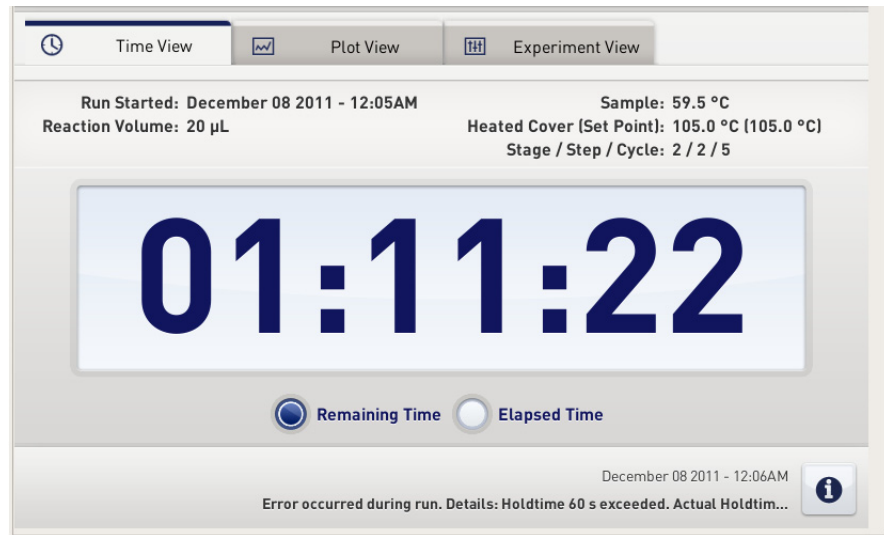 Time View
Plot View
Experiment View
Run Started: December 08 2011 - 12:05AM
Reaction Volume: 20 µL
Sample: 59.5 °C
Heated Cover (Set Point): 105.0 °C (105.0 °C)
Stage / Step / Cycle: 2 / 2 / 5
01:11:22
Remaining Time
Elapsed Time
December 08 2011 - 12:06AM
Error occurred during run. Details: Holdtime 60 s exceeded. Actual Holdtim...